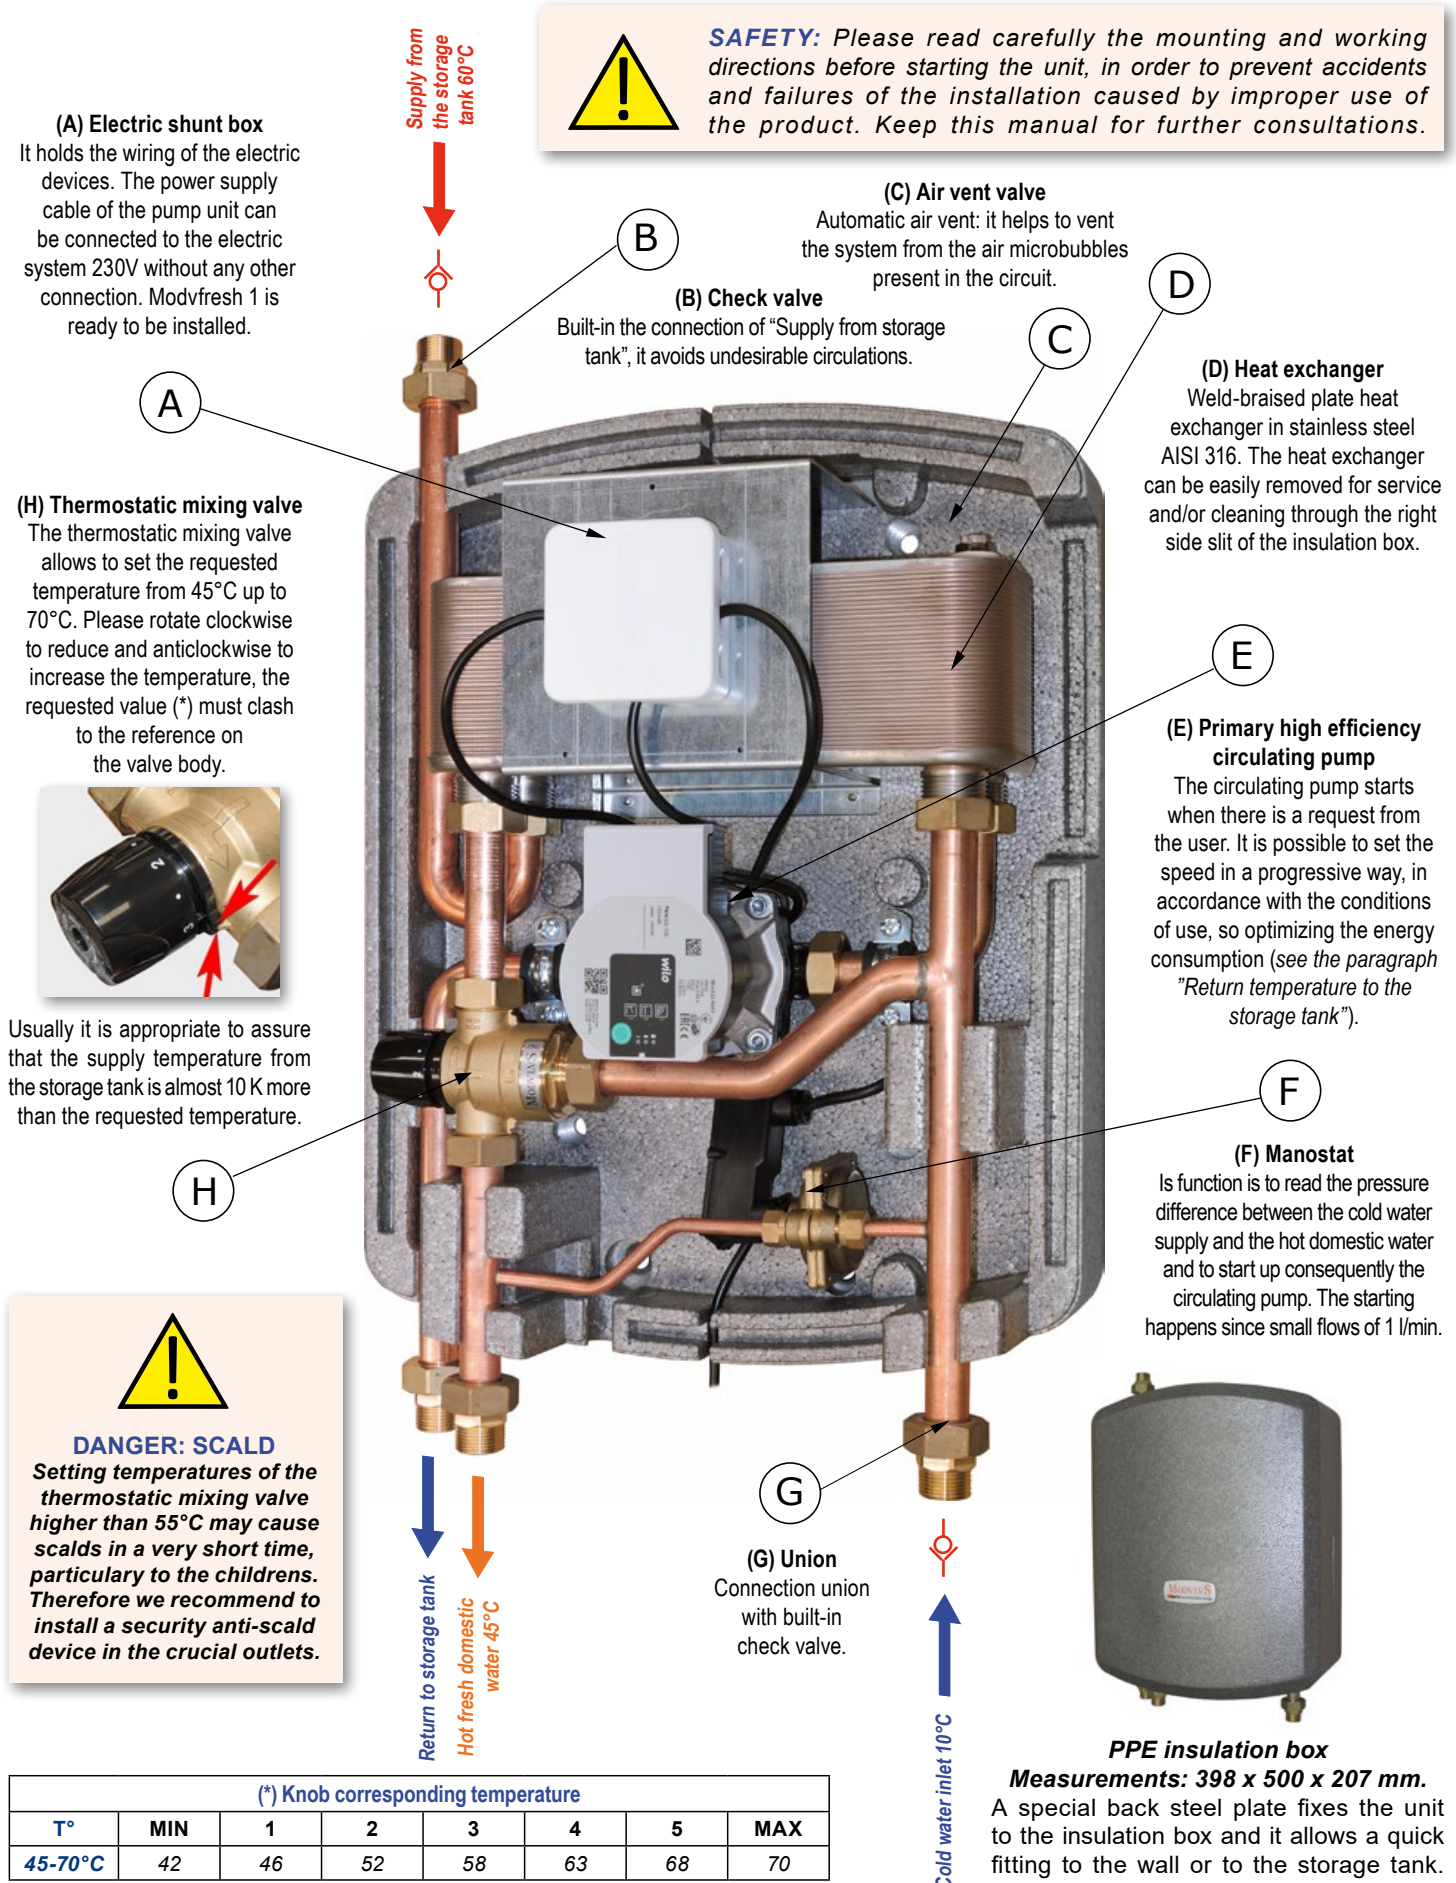 Supply from
the storage
tank 60°C
SAFETY: Please read carefully the mounting and working
directions before starting the unit, in order to prevent accidents
and failures of the installation caused by improper use of
the product. Keep this manual for further consultations.
(A) Electric shunt box
It holds the wiring of the electric
devices. The power supply
cable of the pump unit can
be connected to the electric
system 230V without any other
connection. Modvfresh 1 is
ready to be installed.
A
(B) Check valve
Built-in the connection of “Supply from storage
tank”, it avoids undesirable circulations.
B
(C) Air vent valve
Automatic air vent: it helps to vent
the system from the air microbubbles
present in the circuit.
C
D
(D) Heat exchanger
Weld-braised plate heat
exchanger in stainless steel
AISI 316. The heat exchanger
can be easily removed for service
and/or cleaning through the right
side slit of the insulation box.
E
(E) Primary high efficiency
circulating pump
The circulating pump starts
when there is a request from
the user. It is possible to set the
speed in a progressive way, in
accordance with the conditions
of use, so optimizing the energy
consumption (see the paragraph
”Return temperature to the
storage tank”).
F
(F) Manostat
Is function is to read the pressure
difference between the cold water
supply and the hot domestic water
and to start up consequently the
circulating pump. The starting
happens since small flows of 1 l/min.
(H) Thermostatic mixing valve
The thermostatic mixing valve
allows to set the requested
temperature from 45°C up to
70°C. Please rotate clockwise
to reduce and anticlockwise to
increase the temperature, the
requested value (*) must clash
to the reference on
the valve body.
2
3
Usually it is appropriate to assure
that the supply temperature from
the storage tank is almost 10 K more
than the requested temperature.
H
wilo
DANGER: SCALD
Setting temperatures of the
thermostatic mixing valve
higher than 55°C may cause
scalds in a very short time,
particulary to the childrens.
Therefore we recommend to
install a security anti-scald
device in the crucial outlets.
G
(G) Union
Connection union
with built-in
check valve.
Return to storage tank
Hot fresh domestic
water 45°C
Cold water inlet 10°C
MODVLVS
PPE insulation box
Measurements: 398 x 500 x 207 mm.
A special back steel plate fixes the unit
to the insulation box and it allows a quick
fitting to the wall or to the storage tank.
(*) Knob corresponding temperature
T° MIN 1 2 3 4 5 MAX
45-70°C 42 46 52 58 63 68 70